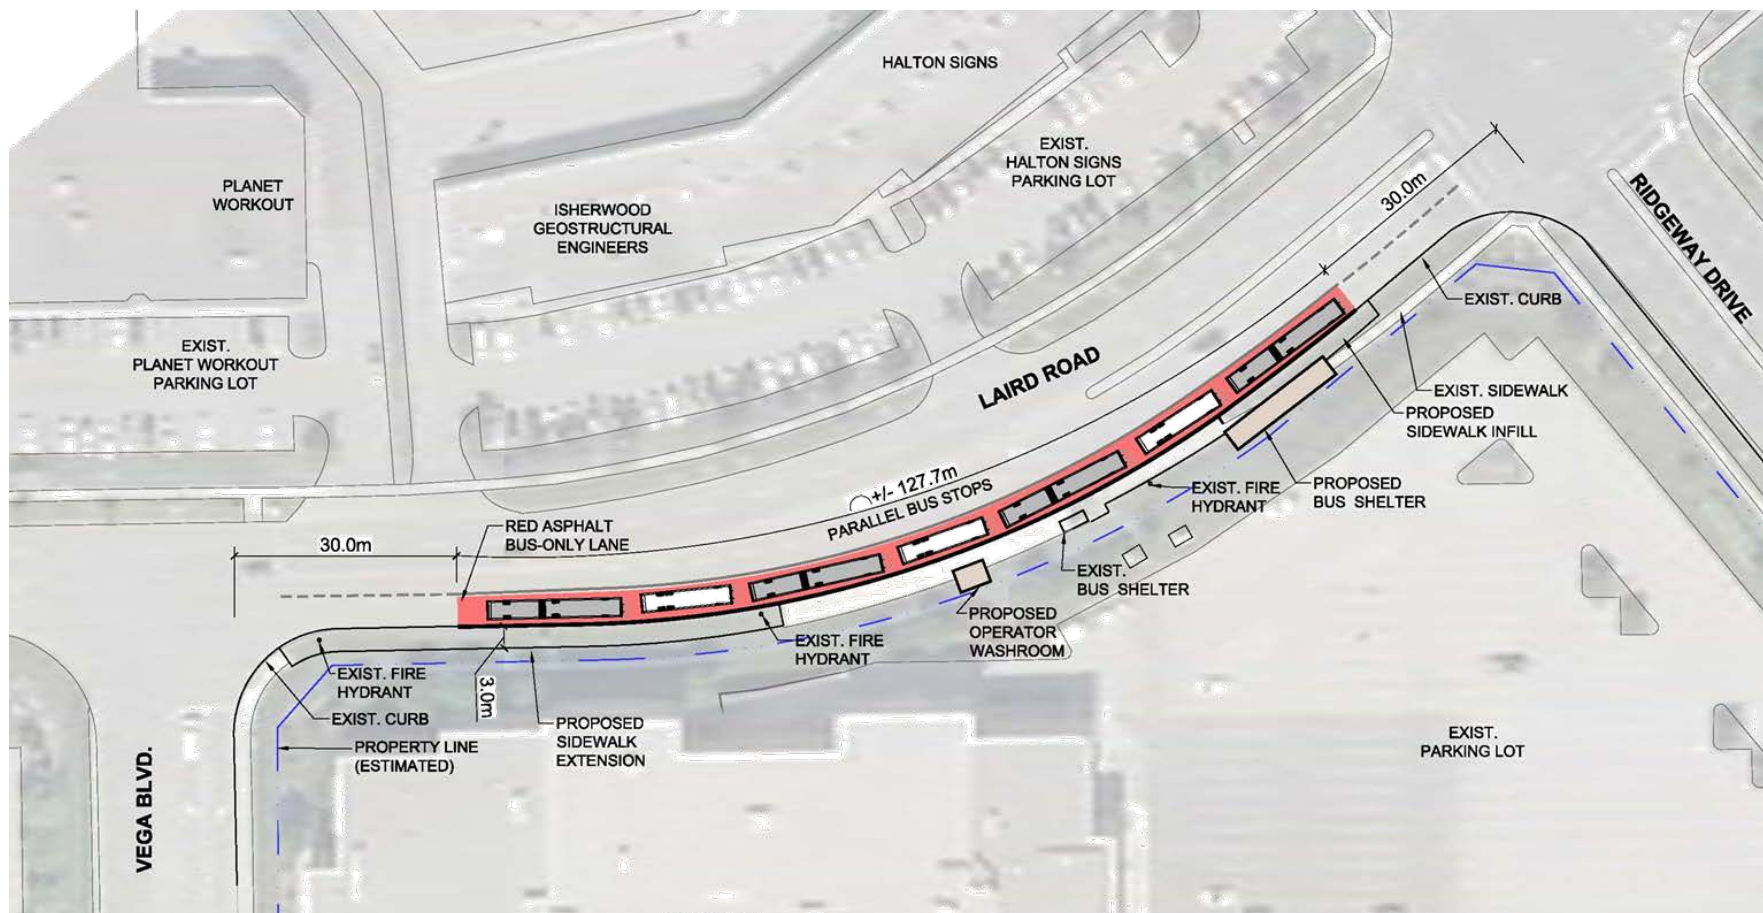 HALTON SIGNS
EXIST.
HALTON SIGNS
PARKING LOT
30.0m
RIDGEWAY DRIVE
PLANET
WORKOUT
ISHERWOOD
GEOSTRUCTURAL
ENGINEERS
EXIST. CURB
EXIST.
PLANET WORKOUT
PARKING LOT
LAIRD ROAD
EXIST. SIDEWALK
PROPOSED
SIDEWALK INFILL
+/- 127.7m
PARALLEL BUS STOPS
EXIST. FIRE
HYDRANT
PROPOSED
BUS SHELTER
RED ASPHALT
BUS-ONLY LANE
30.0m
EXIST.
BUS SHELTER
PROPOSED
OPERATOR
WASHROOM
EXIST. FIRE
HYDRANT
EXIST. FIRE
HYDRANT
3.0m
EXIST. CURB
PROPOSED
SIDEWALK
EXTENSION
PROPERTY LINE
(ESTIMATED)
EXIST.
PARKING LOT
VEGA BLVD.